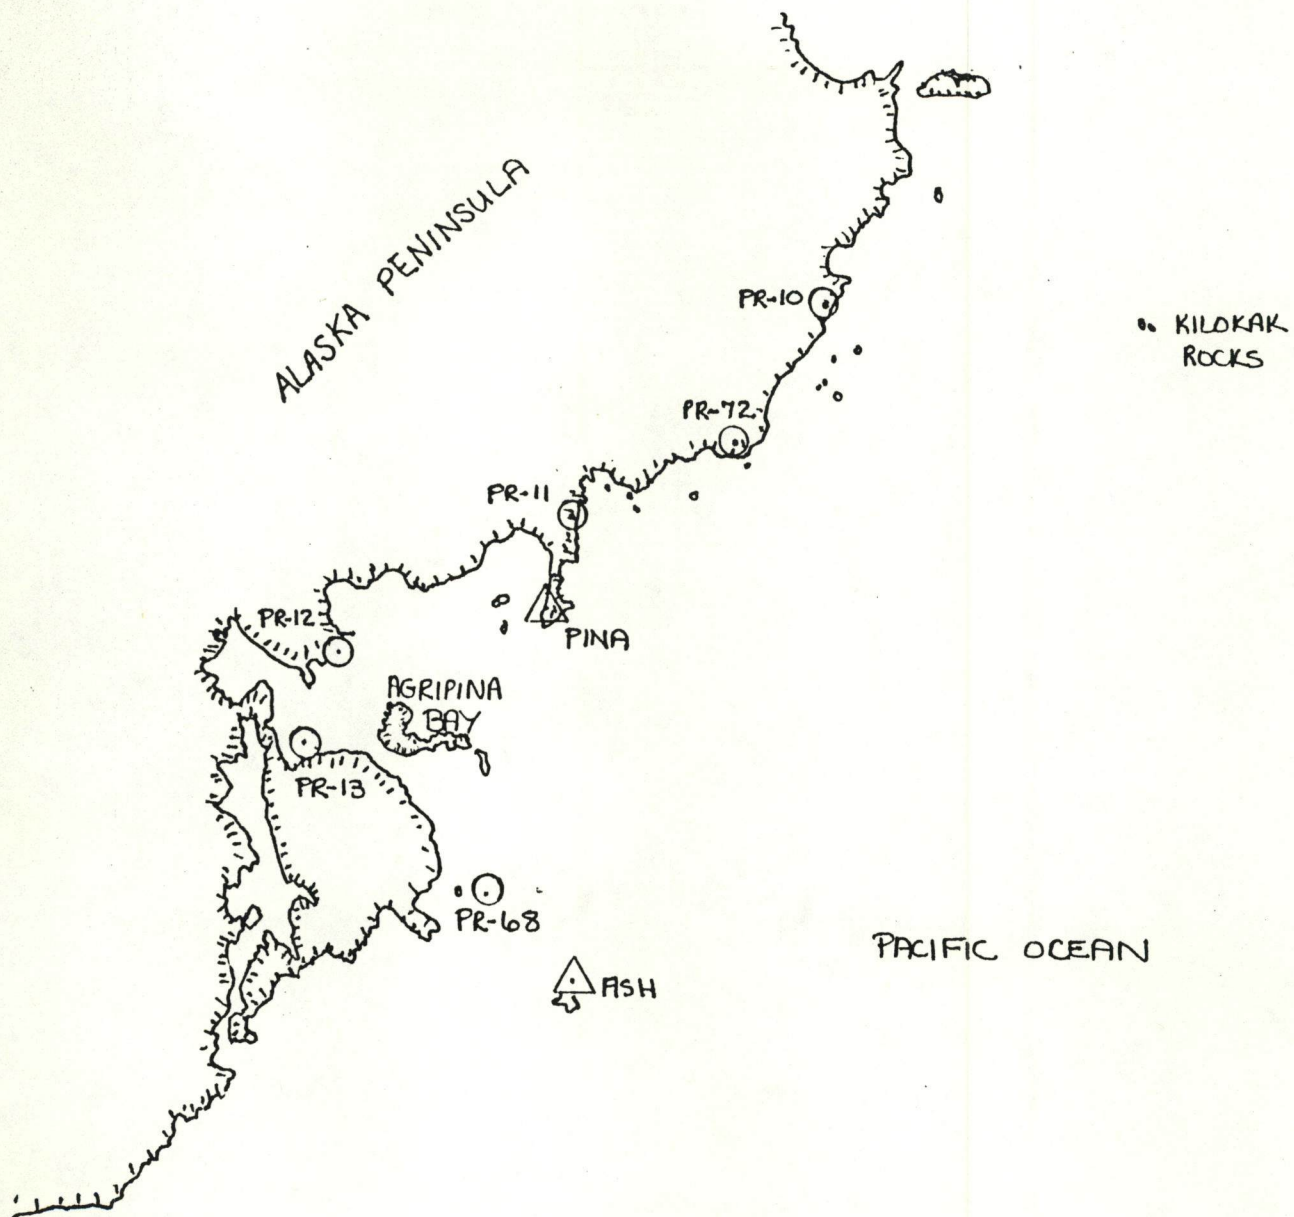 ALASKA PENINSULA
PR-10
KILOKAK
ROCKS
PR-72
PR-11
PR-12
PINA
AGRIPINA
BAY
PR-13
PR-68
PACIFIC OCEAN
ASH